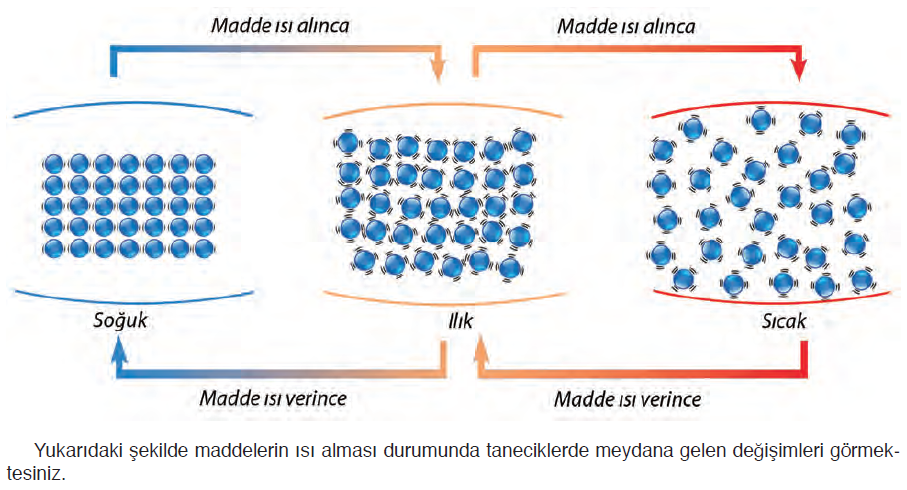 Madde ısı alınca
Madde ısı alınca
Soğuk
Ilık
Sıcak
Madde ısı verince
Madde ısı verince
Yukarıdaki şekilde maddelerin ısı alması durumunda taneciklerde meydana gelen değişimleri görmek-
tesiniz.